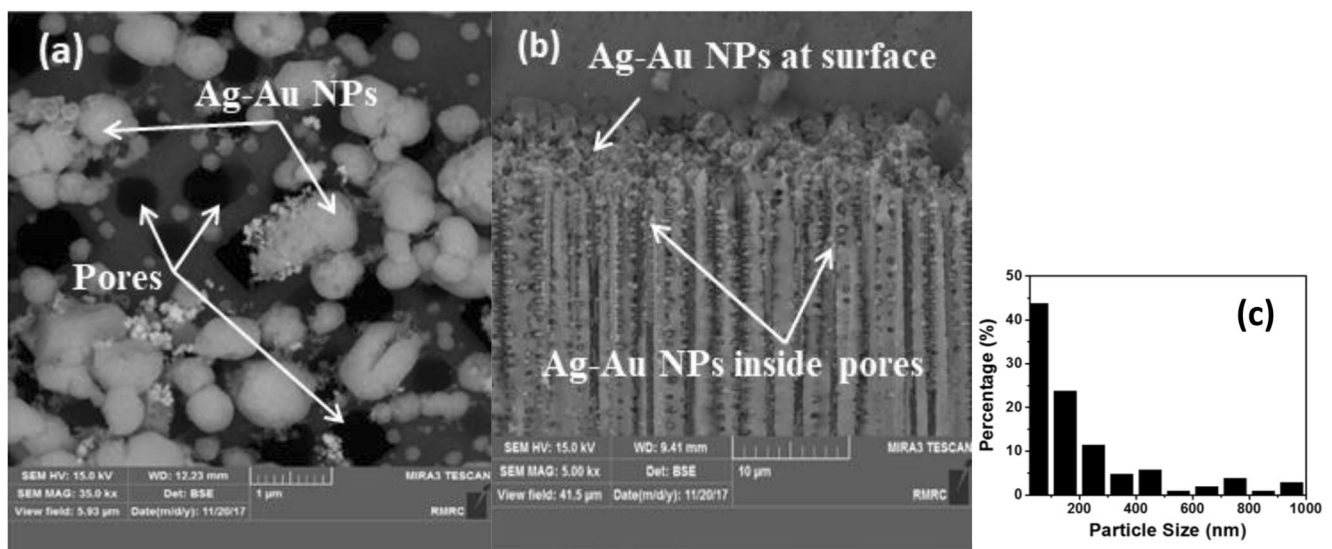 (a)
Ag-Au NPs
Pores
SEM HV: 15.0 kV WD: 12.23 mm MIRA3 TESCAN
SEM MAG: 35.0 kx Det: BSE 1 µm
View field: 5.93 µm Date(m/d/y): 11/20/17 RMRC
(b)
Ag-Au NPs at surface
Ag-Au NPs inside pores
SEM HV: 15.0 kV WD: 9.41 mm MIRA3 TESCAN
SEM MAG: 5.00 kx Det: BSE 10 µm
View field: 41.5 µm Date(m/d/y): 11/20/17 RMRC
(c)
Percentage (%)
50
40
30
20
10
0
200 400 600 800 1000
Particle Size (nm)